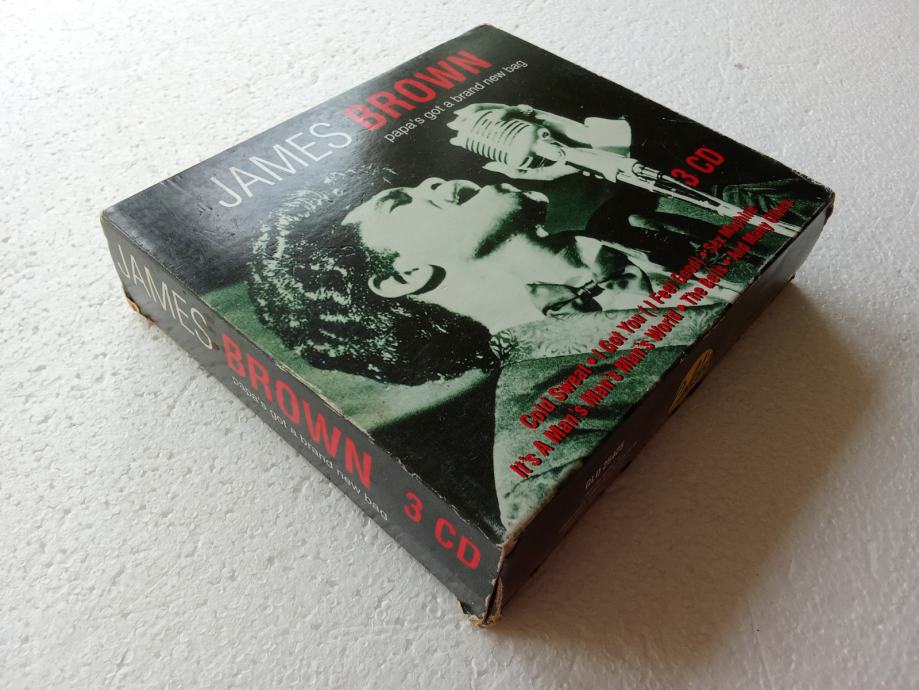 JAMES BROWN
papa's got a brand new bag
3 CD
Cold Sweat • I Got You ( I Feel Good) • Sex Machine
It's A Man's Man's Man's World • The Bells • And Many Others
JAMES BROWN
papa's got a brand new bag
3 CD